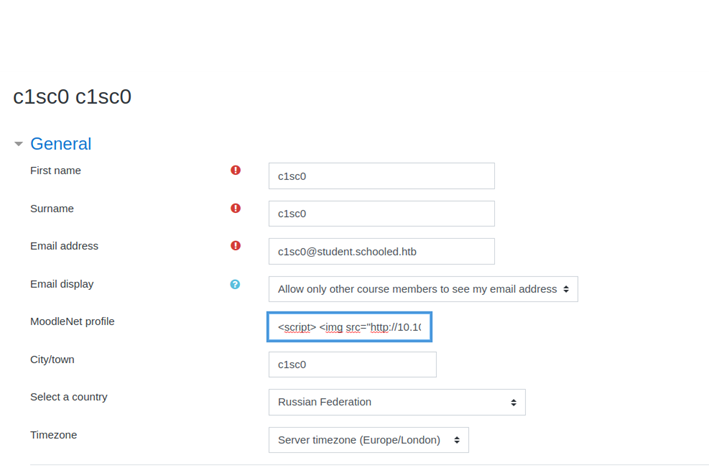 c1sc0 c1sc0
General
First name
c1sc0
Surname
c1sc0
Email address
c1sc0@student.schooled.htb
Email display
Allow only other course members to see my email address
MoodleNet profile
<script> <img src="http://10.10
City/town
c1sc0
Select a country
Russian Federation
Timezone
Server timezone (Europe/London)